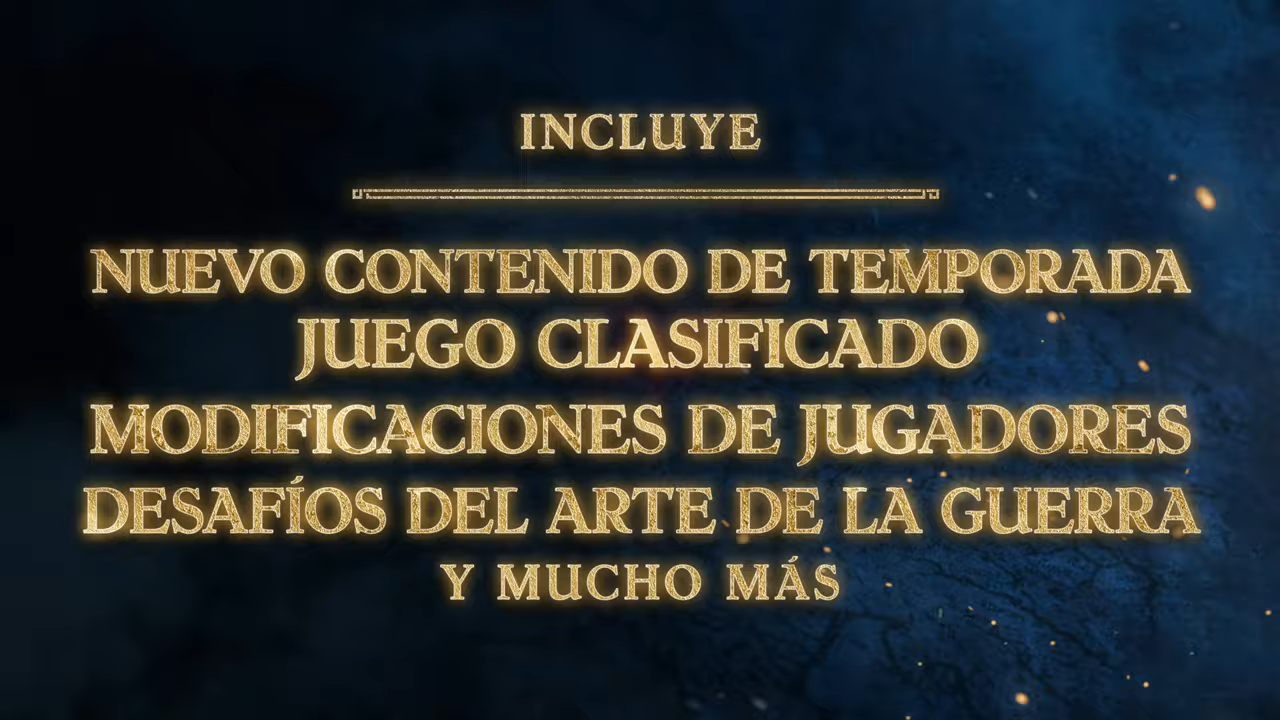 INCLUYE
NUEVO CONTENIDO DE TEMPORADA
JUEGO CLASIFICADO
MODIFICACIONES DE JUGADORES
DESAFÍOS DEL ARTE DE LA GUERRA
Y MUCHO MÁS